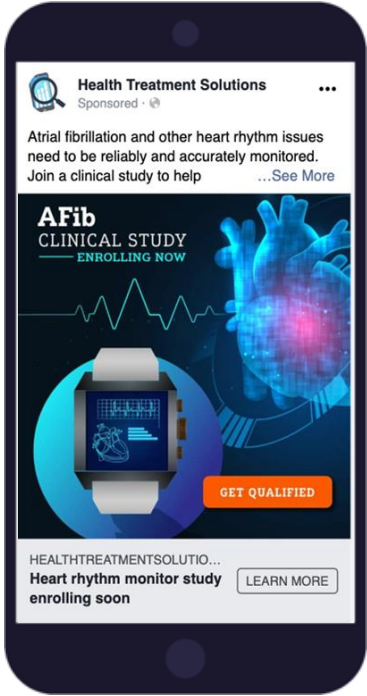 Health Treatment Solutions
Sponsored ·
Atrial fibrillation and other heart rhythm issues
need to be reliably and accurately monitored.
Join a clinical study to help ...See More
AFib
CLINICAL STUDY
ENROLLING NOW
GET QUALIFIED
HEALTHTREATMENTSOLUTIO...
Heart rhythm monitor study
enrolling soon
LEARN MORE